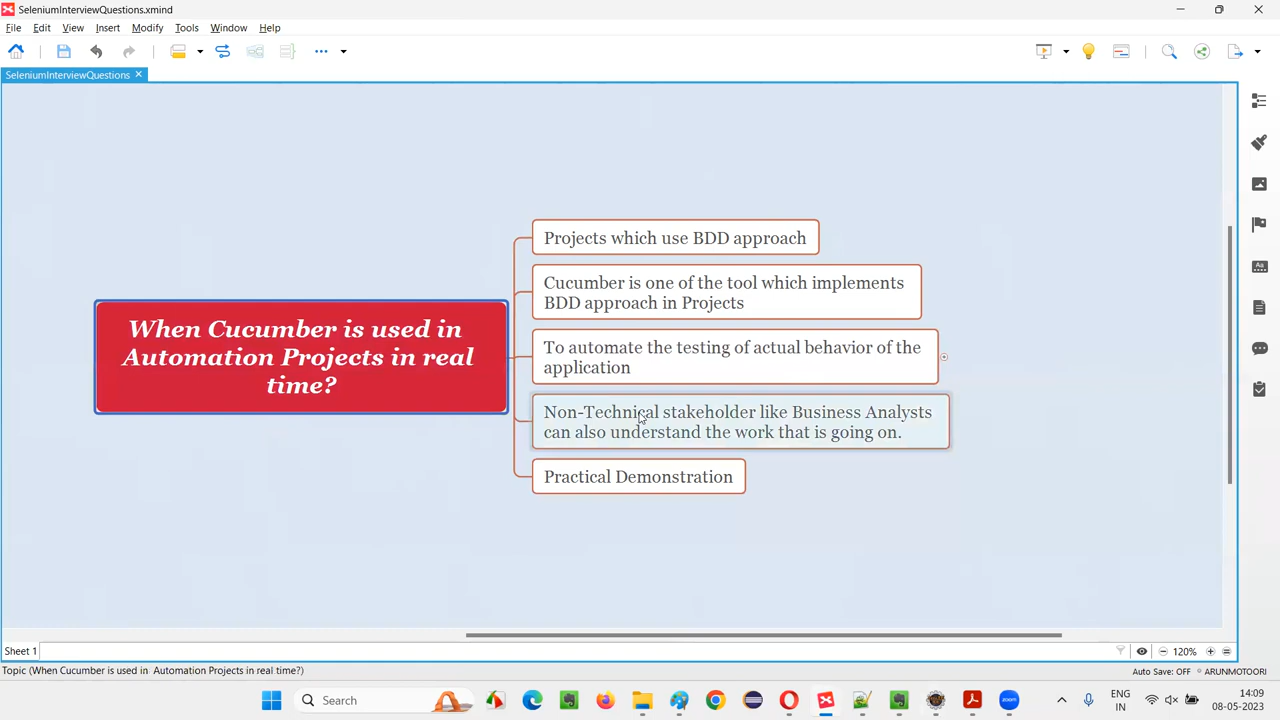 SeleniumInterviewQuestions.xmind
File Edit View Insert Modify Tools Window Help
SeleniumInterviewQuestions
When Cucumber is used in
Automation Projects in real
time?
Projects which use BDD approach
Cucumber is one of the tool which implements
BDD approach in Projects
To automate the testing of actual behavior of the
application
Non-Technical stakeholder like Business Analysts
can also understand the work that is going on.
Practical Demonstration
Sheet 1
120%
Topic (When Cucumber is used in  Automation Projects in real time?)
Auto Save: OFF
ARUNMOTOORI
Search
zoom
ENG
IN
14:09
08-05-2023